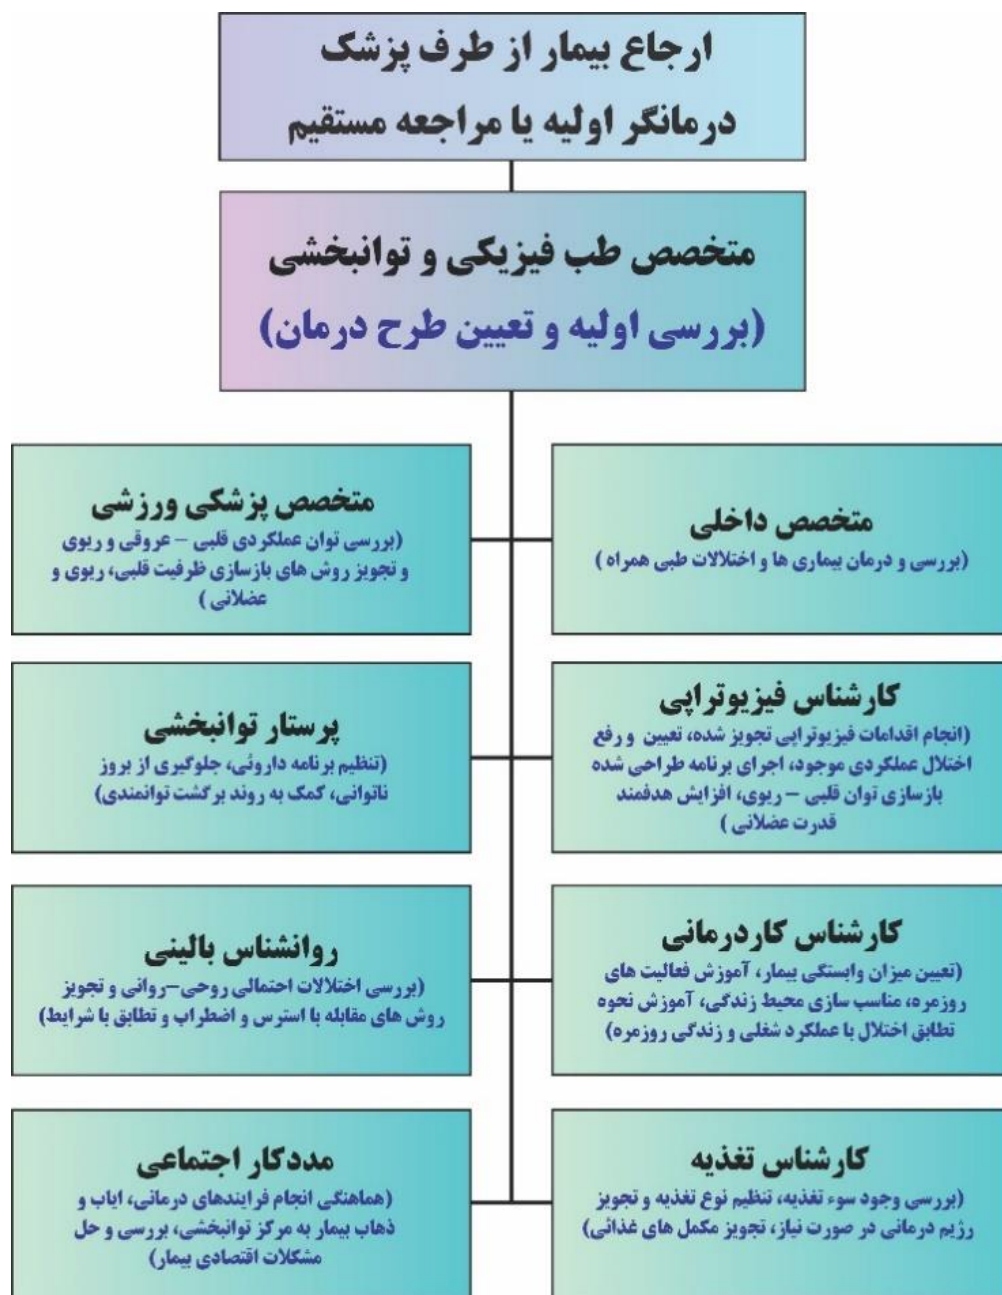 ارجاع بیمار از طرف پزشک
درمانگر اولیه یا مراجعه مستقیم
متخصص طب فیزیکی و توانبخشی
(بررسی اولیه و تعیین طرح درمان)
متخصص داخلی
(بررسی و درمان بیماری ها و اختلالات طبی همراه )
متخصص پزشکی ورزشی
(بررسی توان عملکردی قلبی – عروقی و ریوی
و تجویز روش های بازسازی ظرفیت قلبی، ریوی و
عضلانی )
کارشناس فیزیوتراپی
(انجام اقدامات فیزیوتراپی تجویز شده، تعیین و رفع
اختلال عملکردی موجود، اجرای برنامه طراحی شده
بازسازی توان قلبی – ریوی، افزایش هدفمند
قدرت عضلانی )
پرستار توانبخشی
(تنظیم برنامه داروئی، جلوگیری از بروز
ناتوانی، کمک به روند برگشت توانمندی)
کارشناس کاردرمانی
(تعیین میزان وابستگی بیمار، آموزش فعالیت های
روزمره، مناسب سازی محیط زندگی، آموزش نحوه
تطابق اختلال با عملکرد شغلی و زندگی روزمره)
روانشناس بالینی
(بررسی اختلالات احتمالی روحی–روانی و تجویز
روش های مقابله با استرس و اضطراب و تطابق با شرایط)
کارشناس تغذیه
(بررسی وجود سوء تغذیه، تنظیم نوع تغذیه و تجویز
رژیم درمانی در صورت نیاز، تجویز مکمل های غذائی)
مددکار اجتماعی
(هماهنگی انجام فرایندهای درمانی، ایاب و
ذهاب بیمار به مرکز توانبخشی، بررسی و حل
مشکلات اقتصادی بیمار)